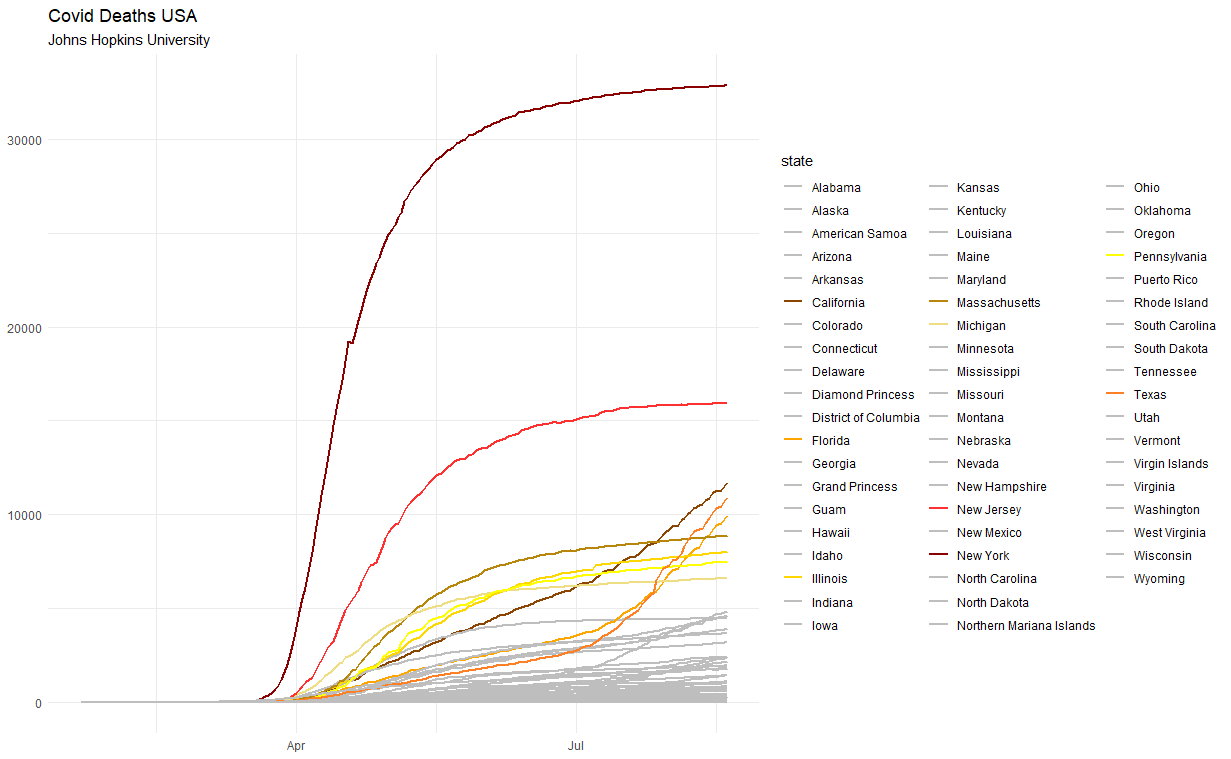 Covid Deaths USA
Johns Hopkins University
30000
20000
10000
0
Apr
Jul
state
Alabama
Alaska
American Samoa
Arizona
Arkansas
California
Colorado
Connecticut
Delaware
Diamond Princess
District of Columbia
Florida
Georgia
Grand Princess
Guam
Hawaii
Idaho
Illinois
Indiana
Iowa
Kansas
Kentucky
Louisiana
Maine
Maryland
Massachusetts
Michigan
Minnesota
Mississippi
Missouri
Montana
Nebraska
Nevada
New Hampshire
New Jersey
New Mexico
New York
North Carolina
North Dakota
Northern Mariana Islands
Ohio
Oklahoma
Oregon
Pennsylvania
Puerto Rico
Rhode Island
South Carolina
South Dakota
Tennessee
Texas
Utah
Vermont
Virgin Islands
Virginia
Washington
West Virginia
Wisconsin
Wyoming